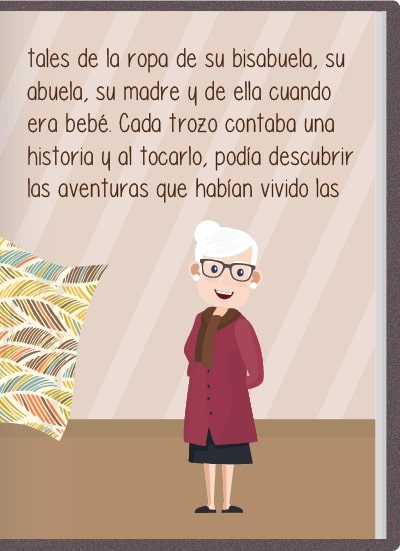 tales de la ropa de su bisabuela, su
abuela, su madre y de ella cuando
era bebé. Cada trozo contaba una
historia y al tocarlo, podía descubrir
las aventuras que habían vivido las